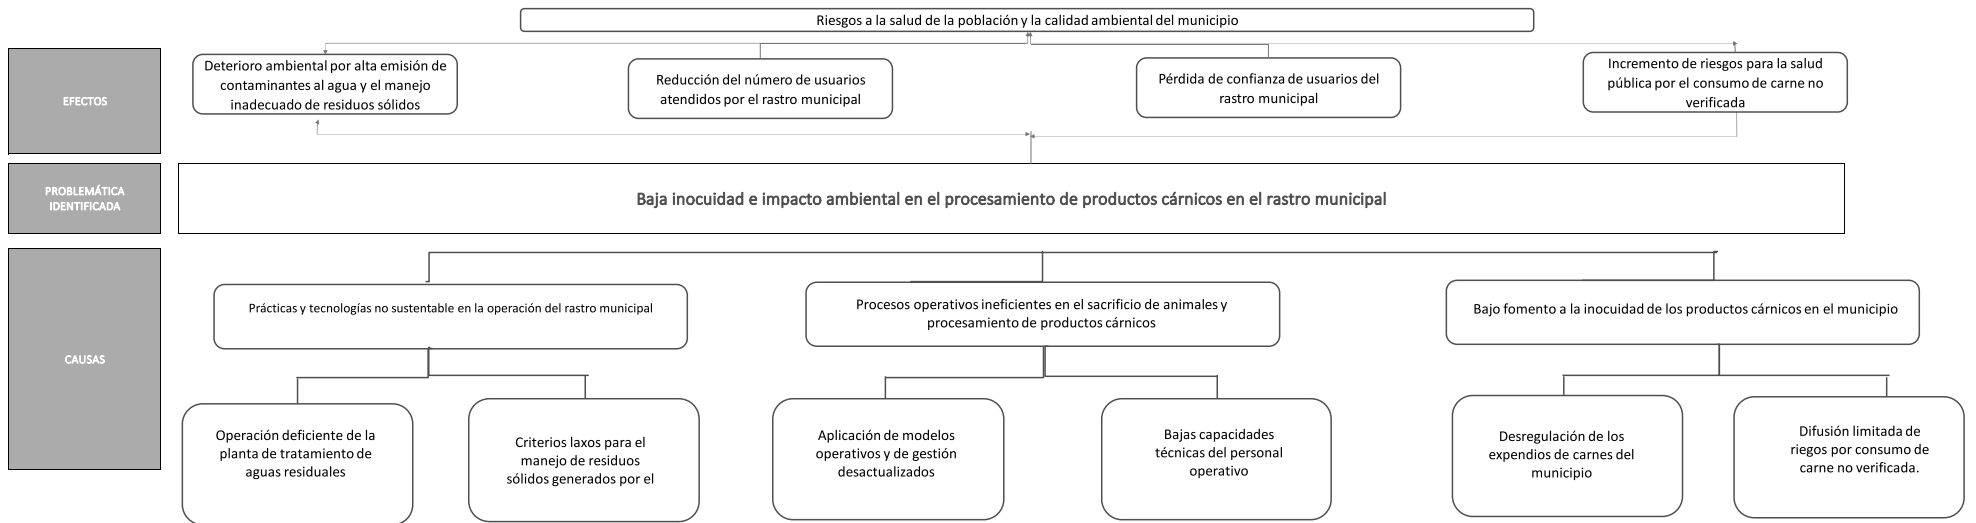 Riesgos a la salud de la población y la calidad ambiental del municipio
EFECTOS
Deterioro ambiental por alta emisión de
contaminantes al agua y el manejo
inadecuado de residuos sólidos
Reducción del número de usuarios
atendidos por el rastro municipal
Pérdida de confianza de usuarios del
rastro municipal
Incremento de riesgos para la salud
pública por el consumo de carne no
verificada
PROBLEMÁTICA
IDENTIFICADA
Baja inocuidad e impacto ambiental en el procesamiento de productos cárnicos en el rastro municipal
CAUSAS
Prácticas y tecnologías no sustentable en la operación del rastro municipal
Procesos operativos ineficientes en el sacrificio de animales y
procesamiento de productos cárnicos
Bajo fomento a la inocuidad de los productos cárnicos en el municipio
Operación deficiente de la
planta de tratamiento de
aguas residuales
Criterios laxos para el
manejo de residuos
sólidos generados por el
Aplicación de modelos
operativos y de gestión
desactualizados
Bajas capacidades
técnicas del personal
operativo
Desregulación de los
expendios de carnes del
municipio
Difusión limitada de
riegos por consumo de
carne no verificada.